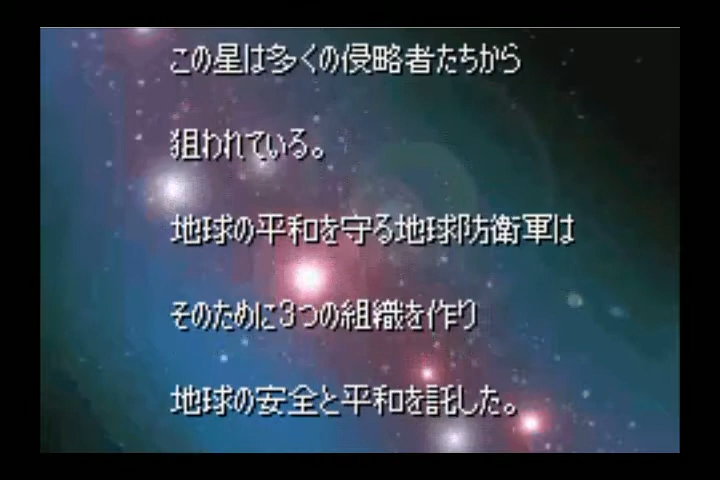 この星は多くの侵略者たちから
狙われている。
地球の平和を守る地球防衛軍は
そのために3つの組織を作り
地球の安全と平和を託した。